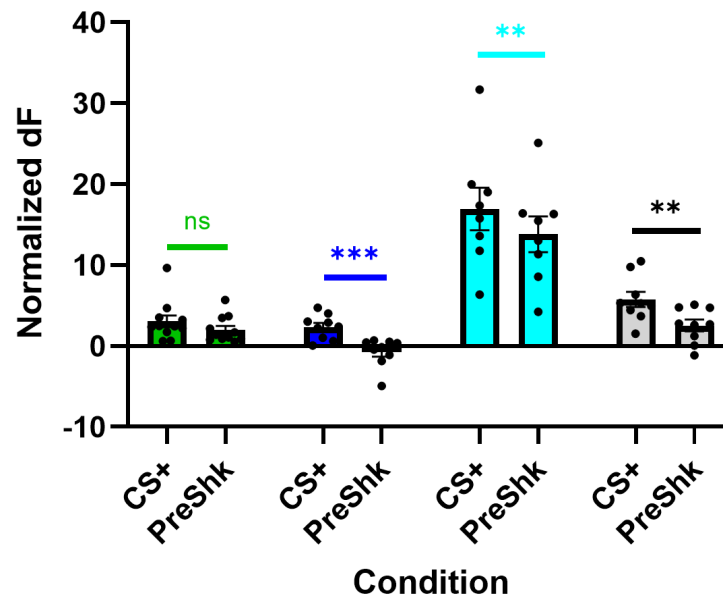 40
30
20
10
0
-10
Normalized dF
ns
***
**
**
CS+
PreShk
CS+
PreShk
CS+
PreShk
CS+
PreShk
Condition